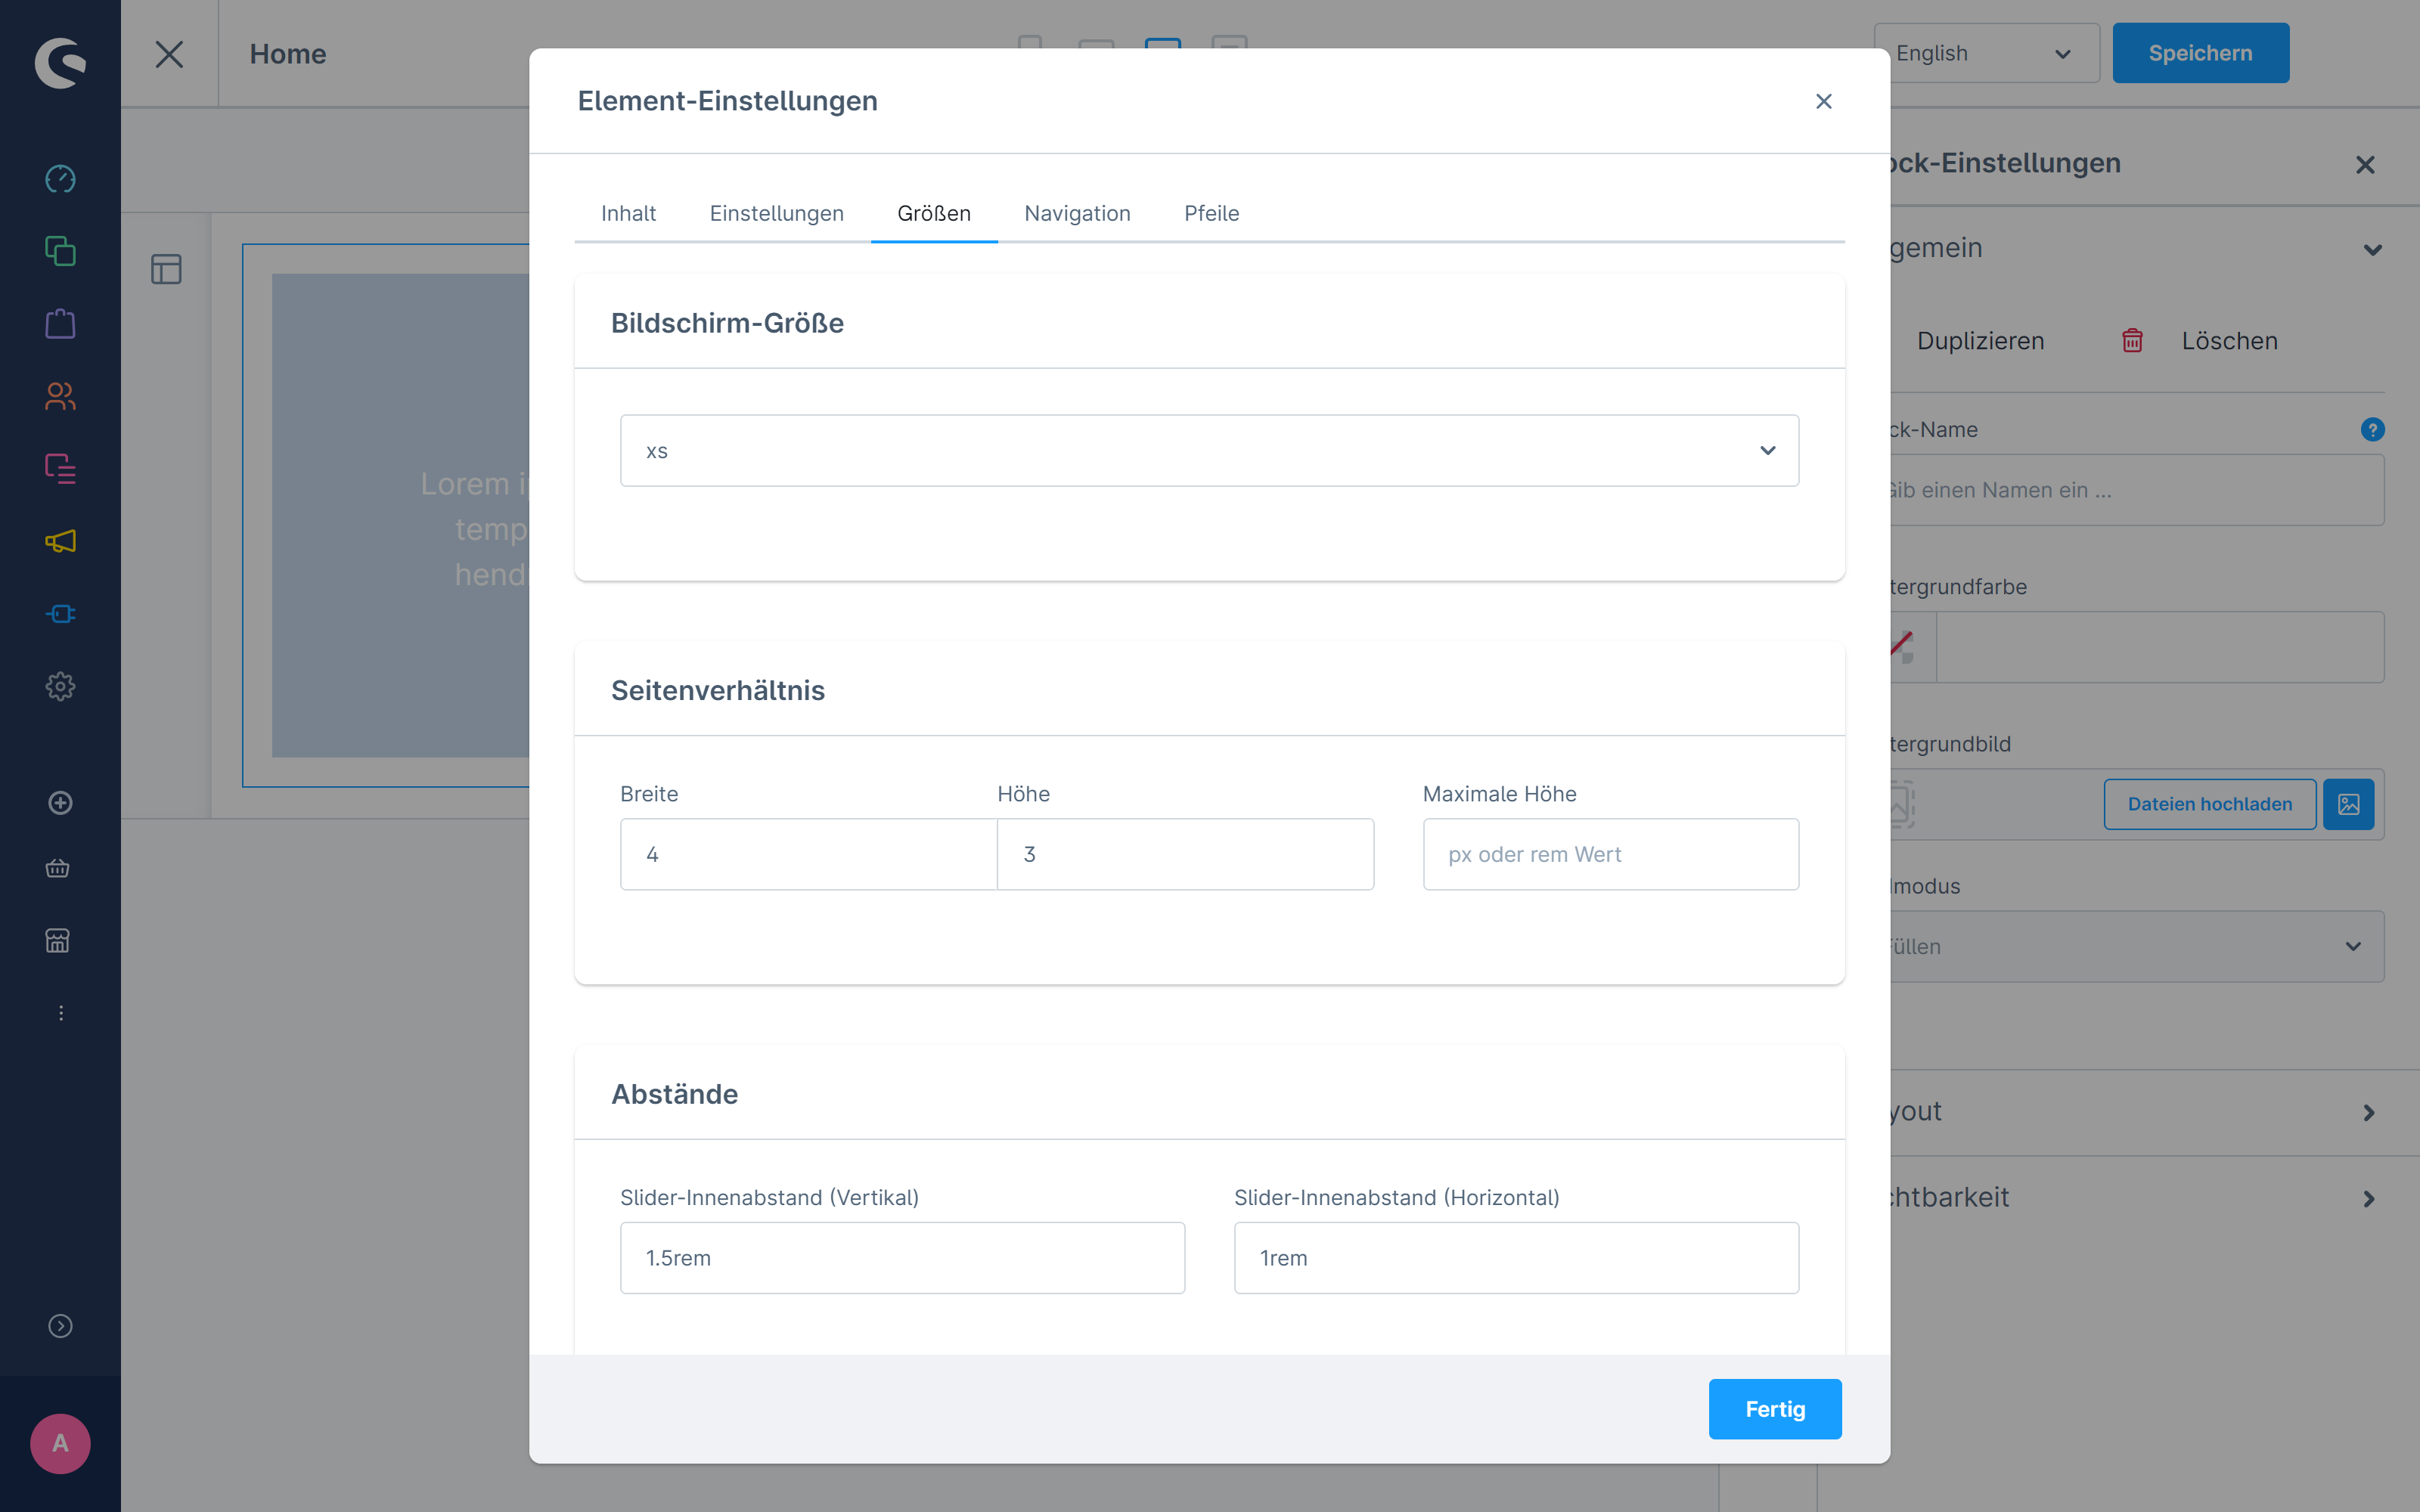 Home
English
Speichern
Element-Einstellungen
Inhalt Einstellungen Größen Navigation Pfeile
Bildschirm-Größe
xs
Seitenverhältnis
Breite Höhe Maximale Höhe
4 3 px oder rem Wert
Abstände
Slider-Innenabstand (Vertikal) Slider-Innenabstand (Horizontal)
1.5rem 1rem
Fertig
Lorem
temp
hend
ock-Einstellungen
gemein
Duplizieren Löschen
ck-Name
?
Gib einen Namen ein ...
tergrundfarbe
tergrundbild
Dateien hochladen
lmodus
üllen
yout
chtbarkeit
A